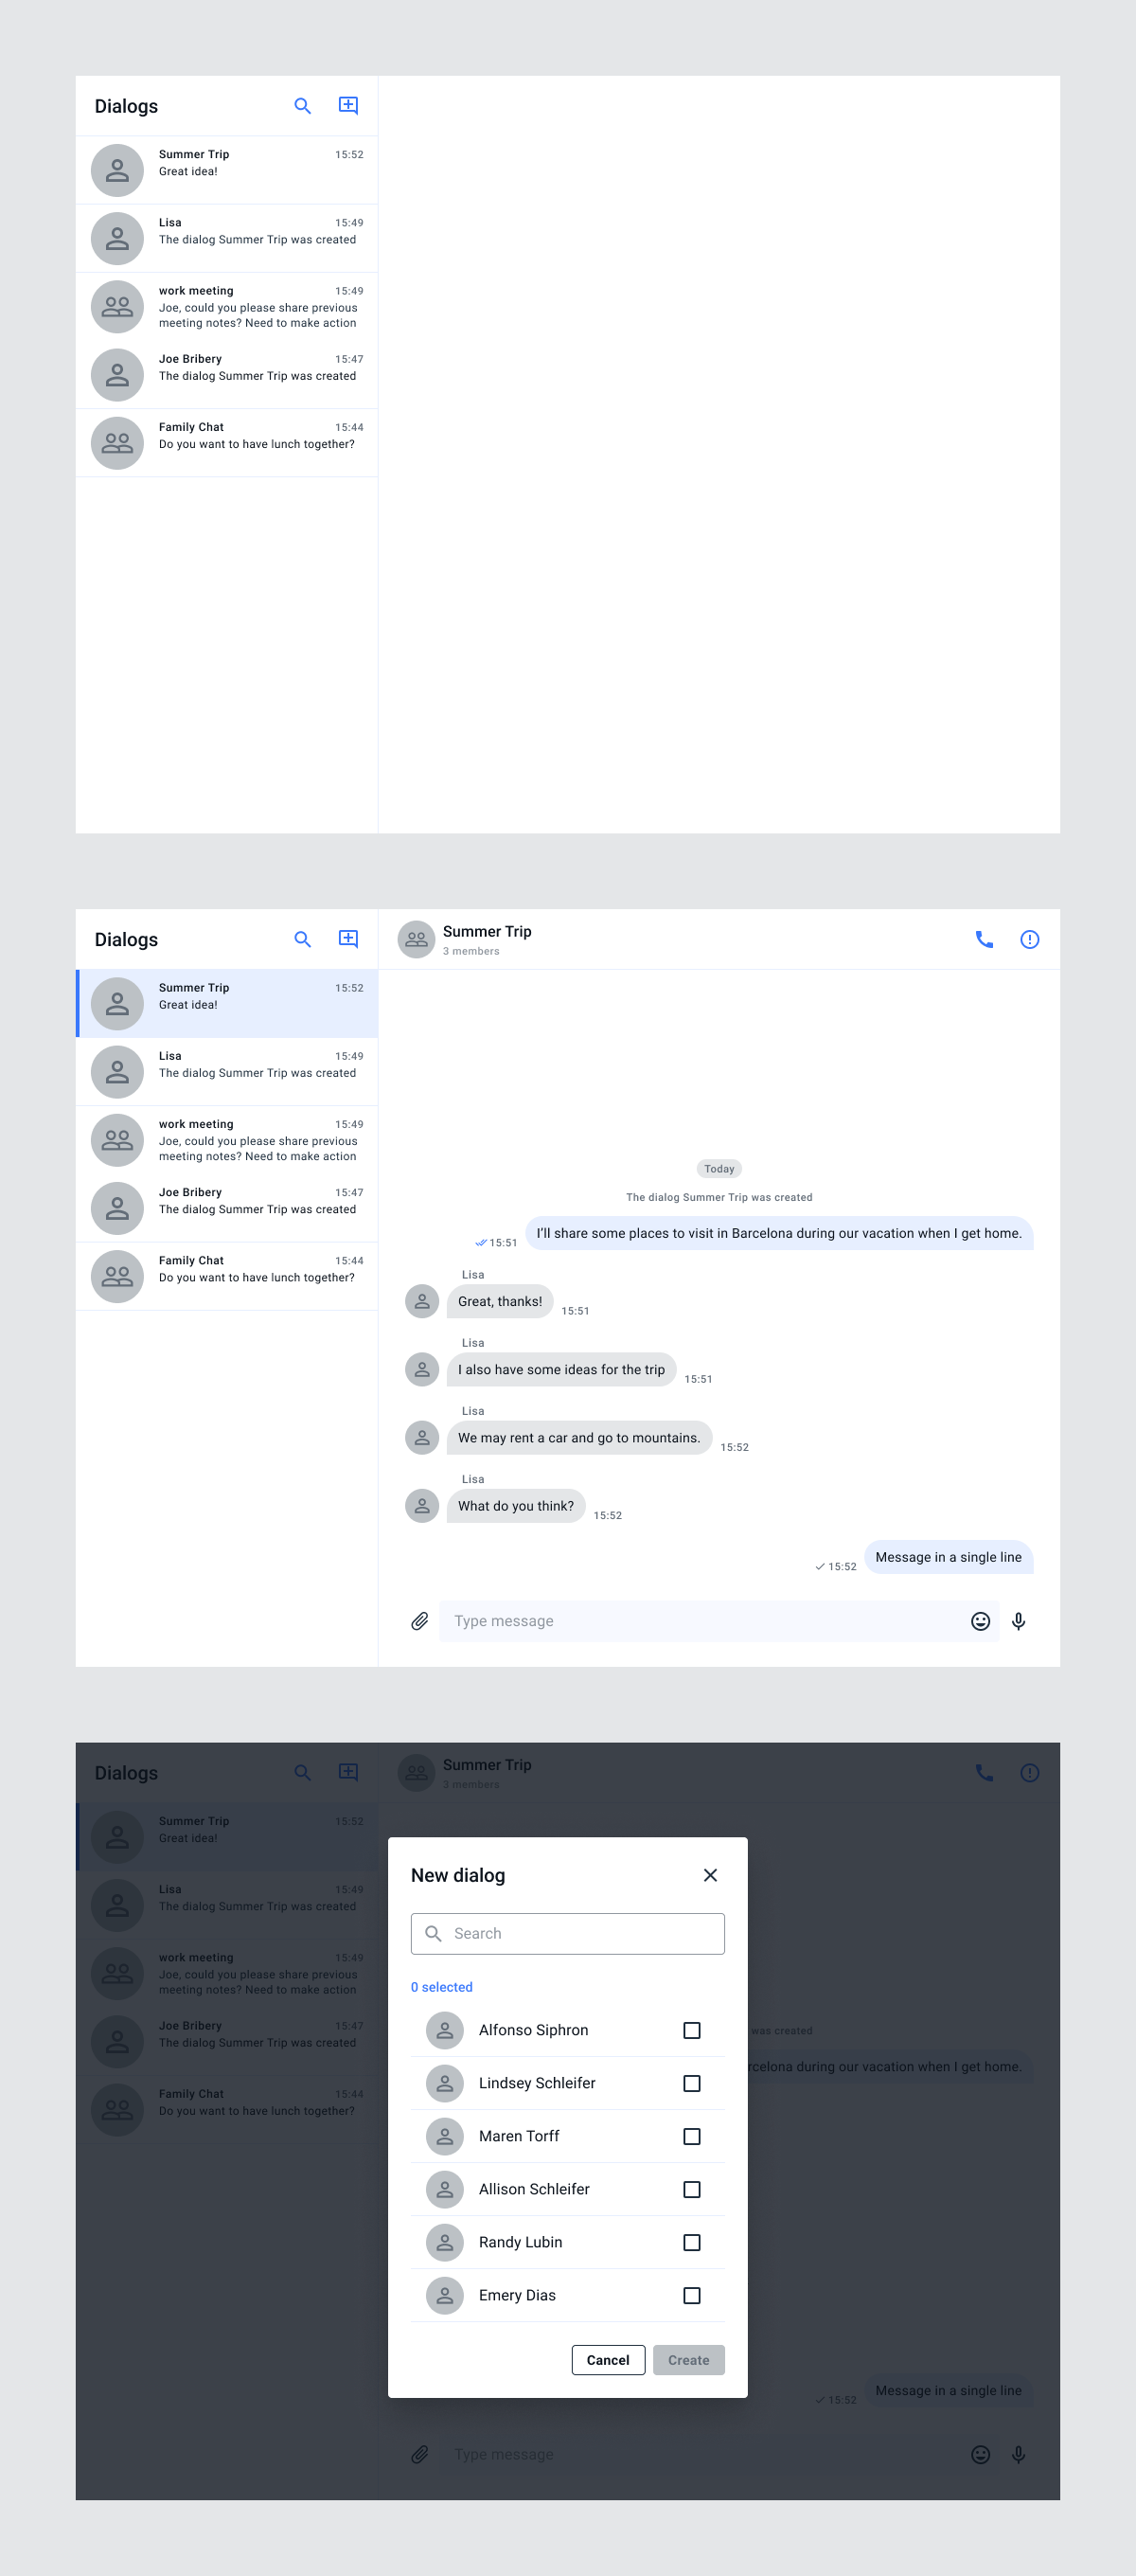 Dialogs
Summer Trip 15:52
Great idea!
Lisa 15:49
The dialog Summer Trip was created
work meeting 15:49
Joe, could you please share previous
meeting notes? Need to make action
Joe Bribery 15:47
The dialog Summer Trip was created
Family Chat 15:44
Do you want to have lunch together?
Dialogs
Summer Trip 15:52
Great idea!
Lisa 15:49
The dialog Summer Trip was created
work meeting 15:49
Joe, could you please share previous
meeting notes? Need to make action
Joe Bribery 15:47
The dialog Summer Trip was created
Family Chat 15:44
Do you want to have lunch together?
Summer Trip
3 members
Today
The dialog Summer Trip was created
15:51 I'll share some places to visit in Barcelona during our vacation when I get home.
Lisa
Great, thanks! 15:51
Lisa
I also have some ideas for the trip 15:51
Lisa
We may rent a car and go to mountains. 15:52
Lisa
What do you think? 15:52
15:52 Message in a single line
Type message
Dialogs
Summer Trip 15:52
Great idea!
Lisa 15:49
The dialog Summer Trip was created
work meeting 15:49
Joe, could you please share previous
meeting notes? Need to make action
Joe Bribery 15:47
The dialog Summer Trip was created
Family Chat 15:44
Do you want to have lunch together?
Summer Trip
3 members
was created
rcelona during our vacation when I get home.
15:52 Message in a single line
Type message
New dialog
Search
0 selected
Alfonso Siphron
Lindsey Schleifer
Maren Torff
Allison Schleifer
Randy Lubin
Emery Dias
Cancel Create